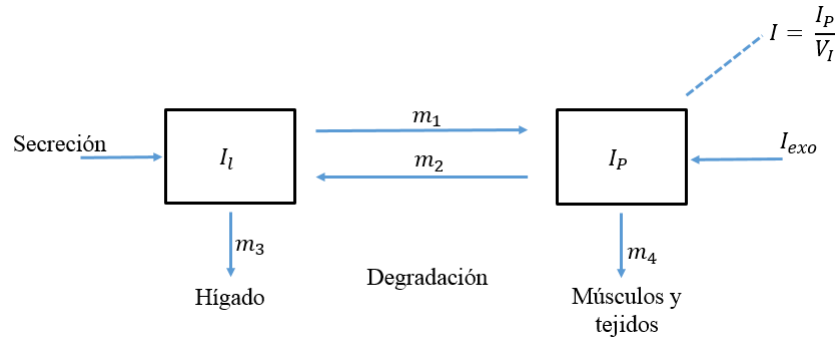 I = I_P / V_I
m_1
Secreción
I_l
m_2
I_P
I_exo
m_3
m_4
Degradación
Hígado
Músculos y
tejidos